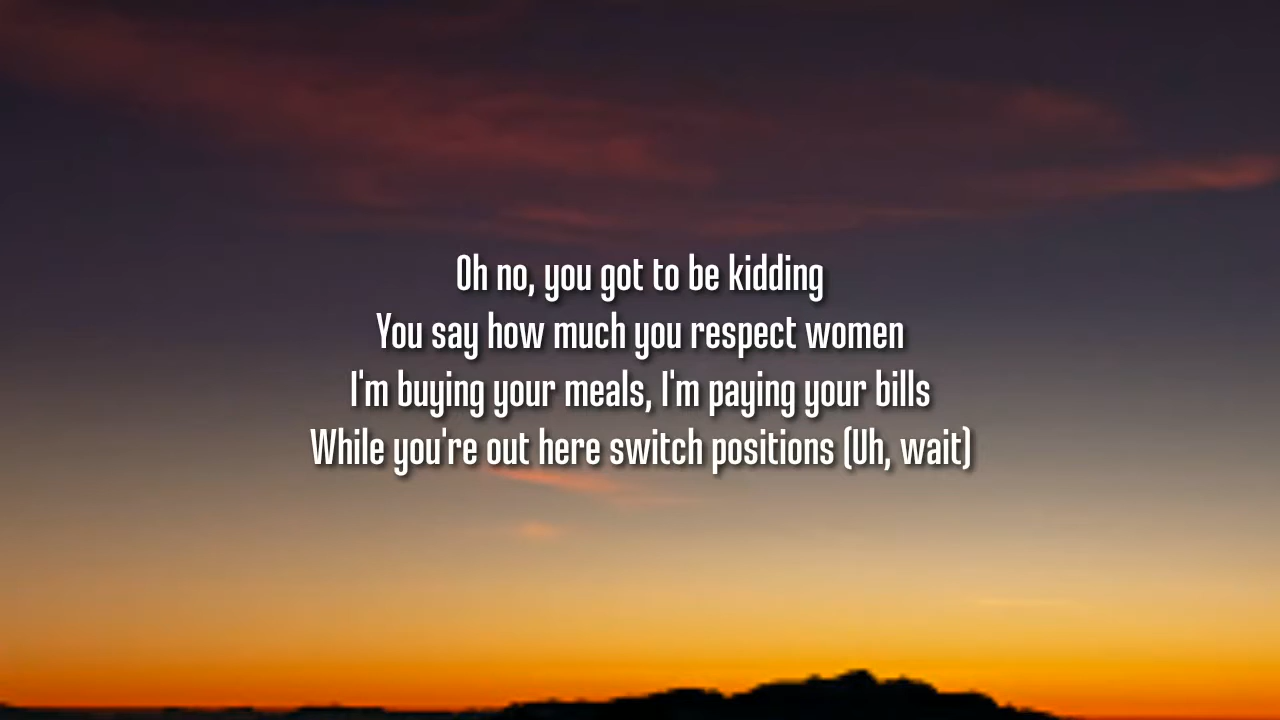 Oh no, you got to be kidding
You say how much you respect women
I'm buying your meals, I'm paying your bills
While you're out here switch positions (Uh, wait)